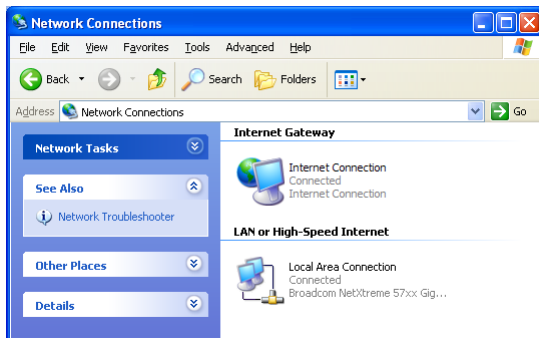 Network Connections
File Edit View Favorites Tools Advanced Help
Back Search Folders
Address Network Connections Go
Network Tasks
See Also
Network Troubleshooter
Other Places
Details
Internet Gateway
Internet Connection
Connected
Internet Connection
LAN or High-Speed Internet
Local Area Connection
Connected
Broadcom NetXtreme 57xx Gig...